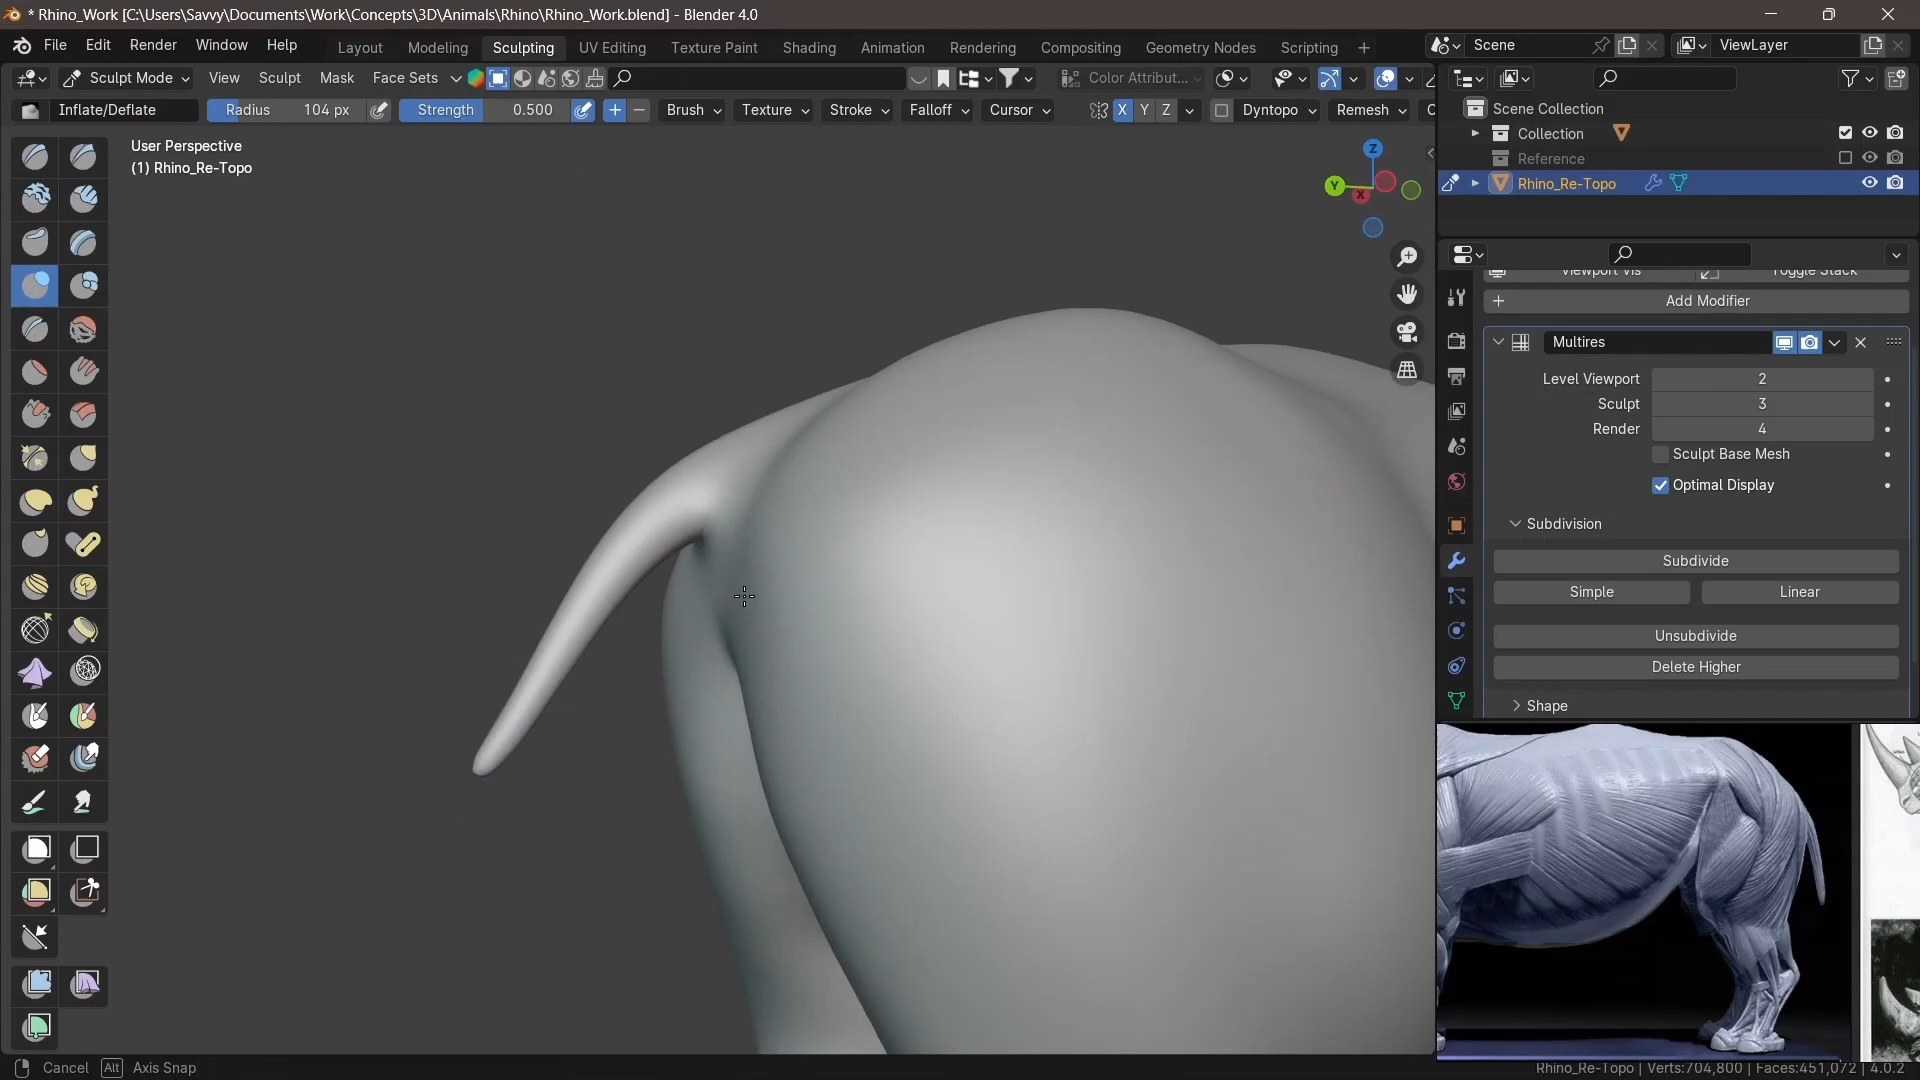 * Rhino_Work [C:\Users\Savvy\Documents\Work\Concepts\3D\Animals\Rhino\Rhino_Work.blend] - Blender 4.0
File Edit Render Window Help Layout Modeling Sculpting UV Editing Texture Paint Shading Animation Rendering Compositing Geometry Nodes Scripting + Scene ViewLayer
Sculpt Mode View Sculpt Mask Face Sets Color Attribut...
Inflate/Deflate Radius 104 px Strength 0.500 Brush Texture Stroke Falloff Cursor X Y Z Dyntopo Remesh
User Perspective
(1) Rhino_Re-Topo
Z
Y
X
Scene Collection
Collection
Reference
Rhino_Re-Topo
Viewport Vis Toggle Stack
Add Modifier
Multires
Level Viewport 2
Sculpt 3
Render 4
Sculpt Base Mesh
Optimal Display
Subdivision
Subdivide
Simple Linear
Unsubdivide
Delete Higher
Shape
Cancel Alt Axis Snap
Rhino_Re-Topo | Verts:704,800 | Faces:451,072 | 4.0.2